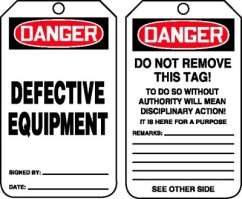 DANGER
DEFECTIVE
EQUIPMENT
SIGNED BY:
DATE:
DANGER
DO NOT REMOVE
THIS TAG!
TO DO SO WITHOUT
AUTHORITY WILL MEAN
DISCIPLINARY ACTION!
IT IS HERE FOR A PURPOSE
REMARKS:
SEE OTHER SIDE